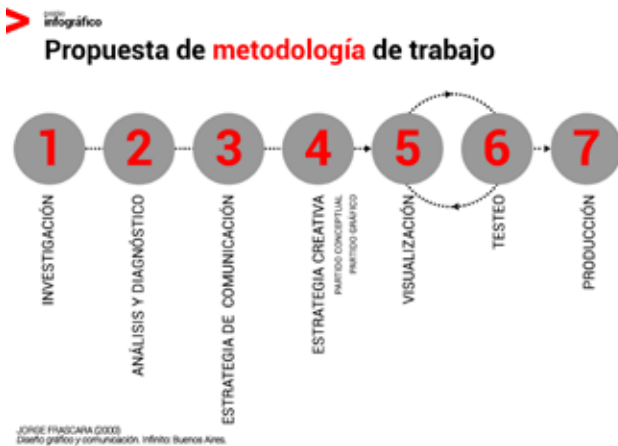 infográfico
Propuesta de metodología de trabajo
1
2
3
4
5
6
7
INVESTIGACIÓN
ANÁLISIS Y DIAGNÓSTICO
ESTRATEGIA DE COMUNICACIÓN
ESTRATEGIA CREATIVA
PARTIDO CONCEPTUAL
PARTIDO GRÁFICO
VISUALIZACIÓN
TESTEO
PRODUCCIÓN
JORGE FRASCARA (2000)
Diseño gráfico y comunicación. Infinito: Buenos Aires.